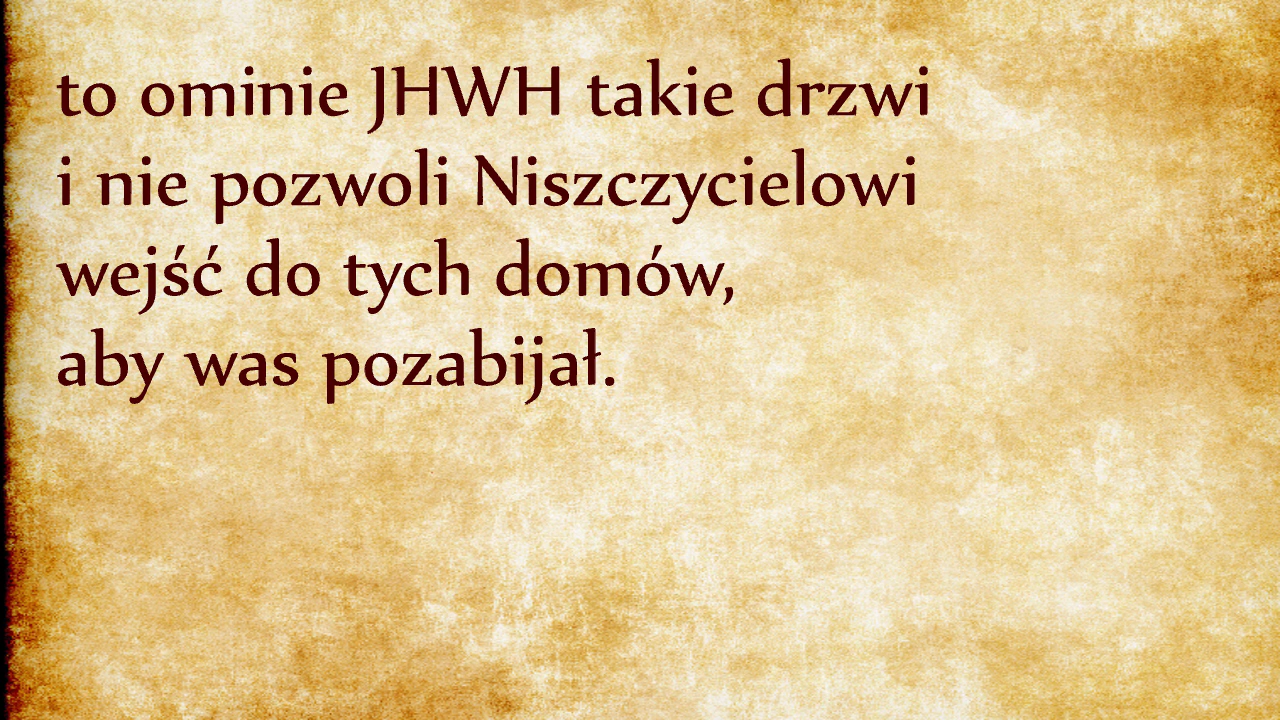 to ominie JHWH takie drzwi
i nie pozwoli Niszczycielowi
wejść do tych domów,
aby was pozabijał.